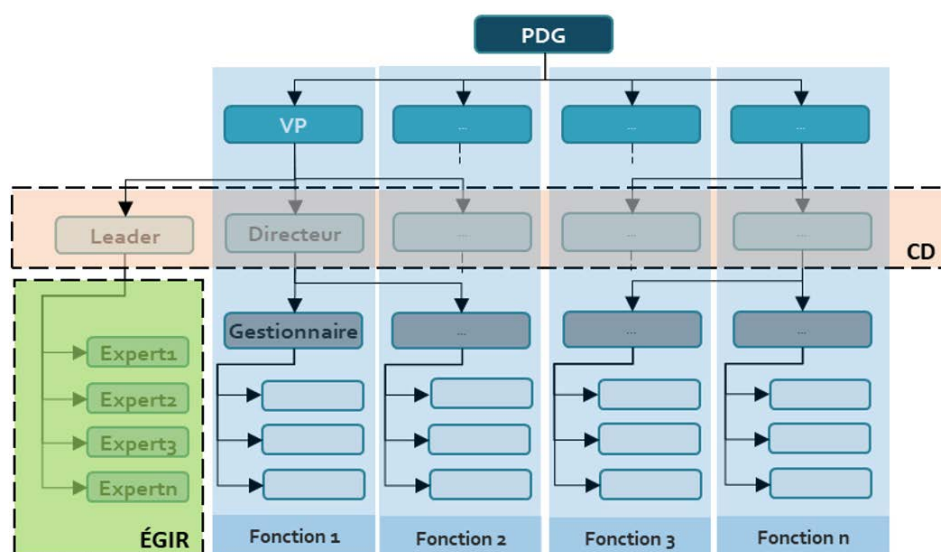 PDG
VP
...
...
...
Leader
Directeur
...
...
...
CD
Gestionnaire
...
...
...
Expert1
Expert2
Expert3
Expertn
ÉGIR
Fonction 1
Fonction 2
Fonction 3
Fonction n